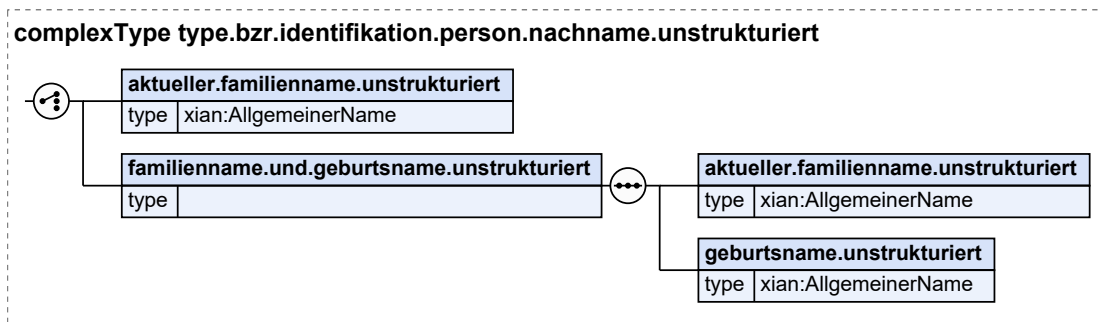 complexType type.bzr.identifikation.person.nachname.unstrukturiert
aktueller.familienname.unstrukturiert
type xian:AllgemeinerName
familienname.und.geburtsname.unstrukturiert
type
aktueller.familienname.unstrukturiert
type xian:AllgemeinerName
geburtsname.unstrukturiert
type xian:AllgemeinerName